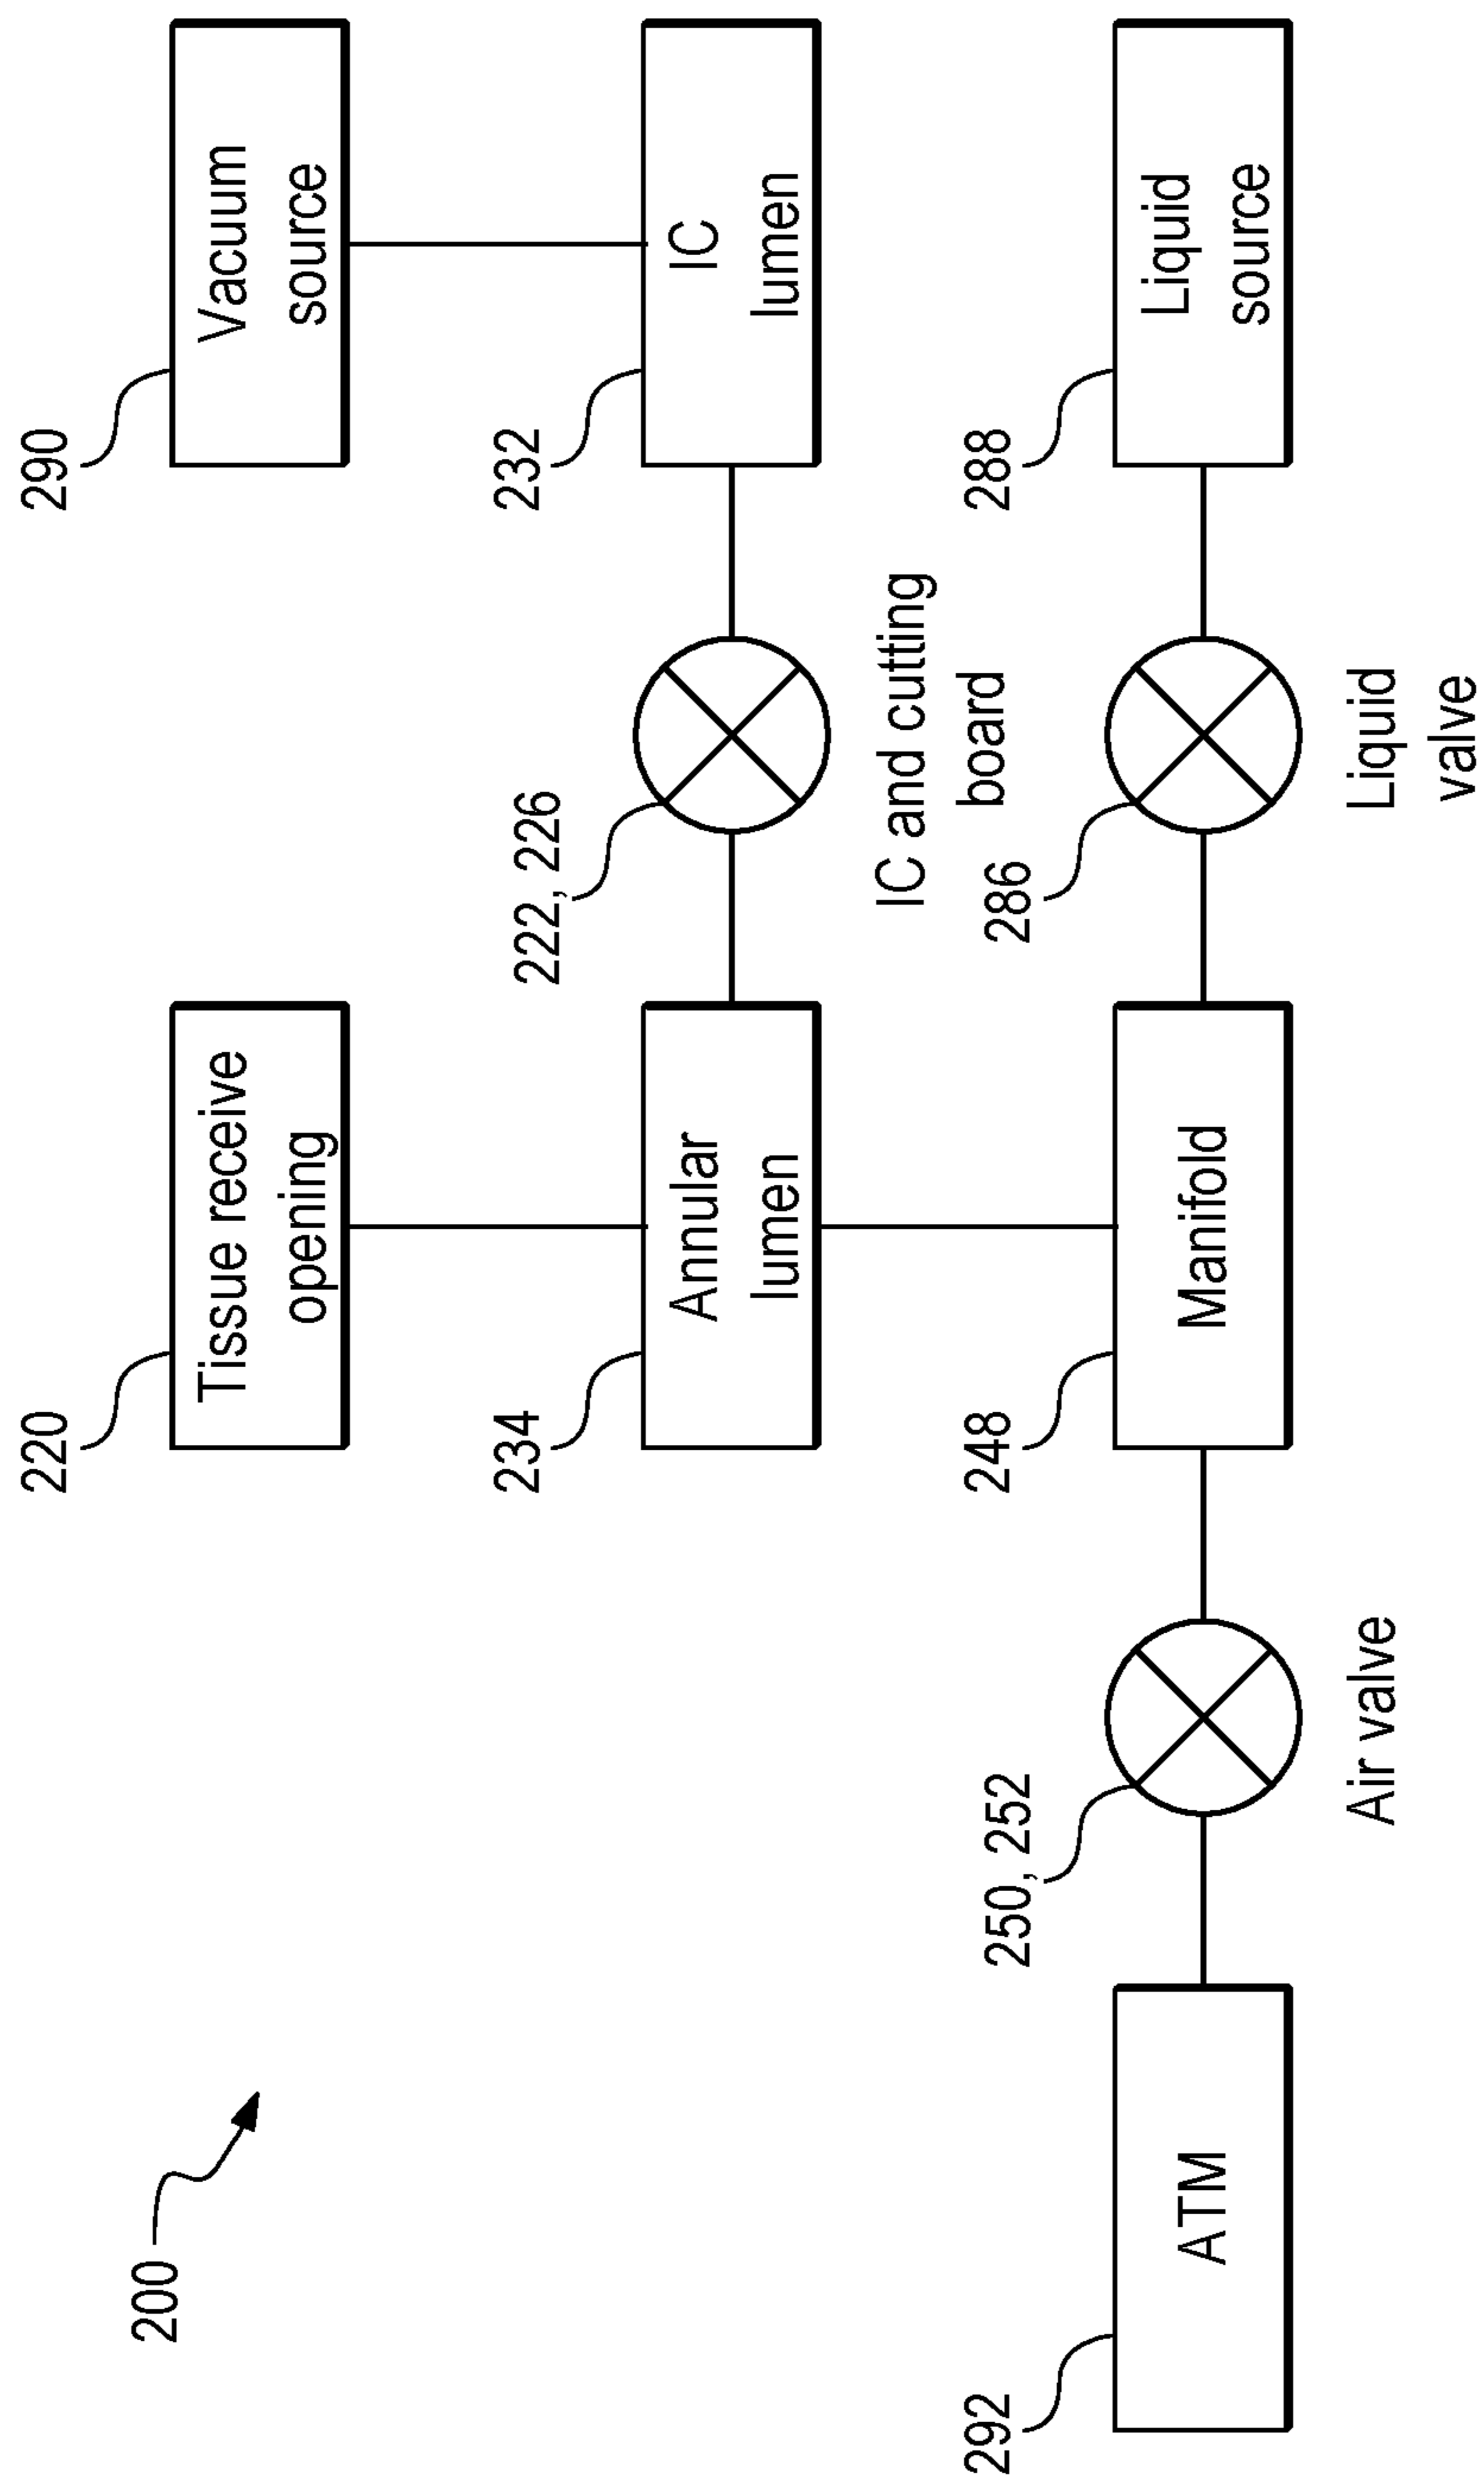 200
220
Tissue receive
opening
290
Vacuum
source
234
Annular
lumen
222, 226
IC and cutting
board
232
IC
lumen
292
ATM
250, 252
Air valve
248
Manifold
286
Liquid
valve
288
Liquid
source